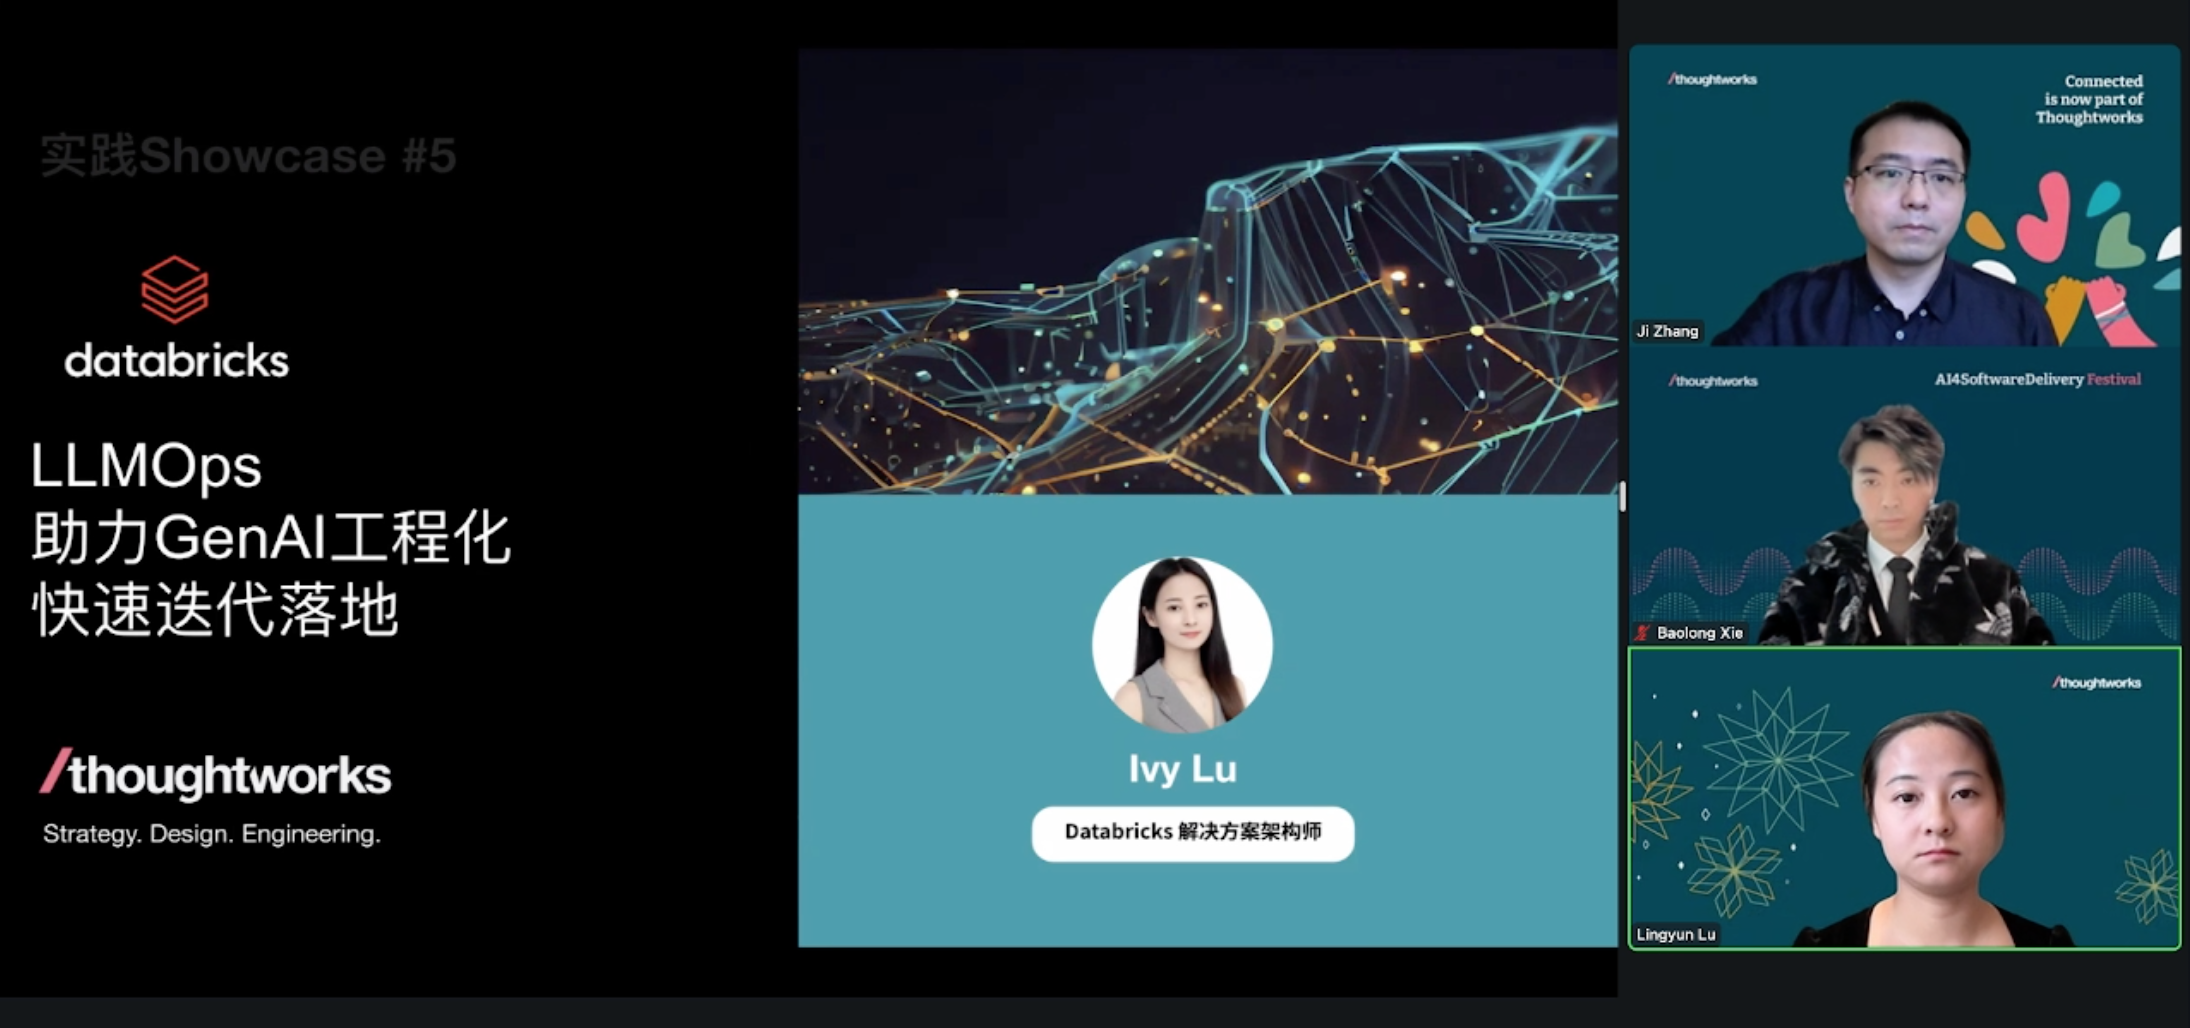 实践Showcase #5
databricks
LLMOps
助力GenAI工程化
快速迭代落地
/thoughtworks
Strategy. Design. Engineering.
Ivy Lu
Databricks 解决方案架构师
/thoughtworks
Connected
is now part of
Thoughtworks
Ji Zhang
/thoughtworks
AI4SoftwareDelivery Festival
Baolong Xie
/thoughtworks
Lingyun Lu